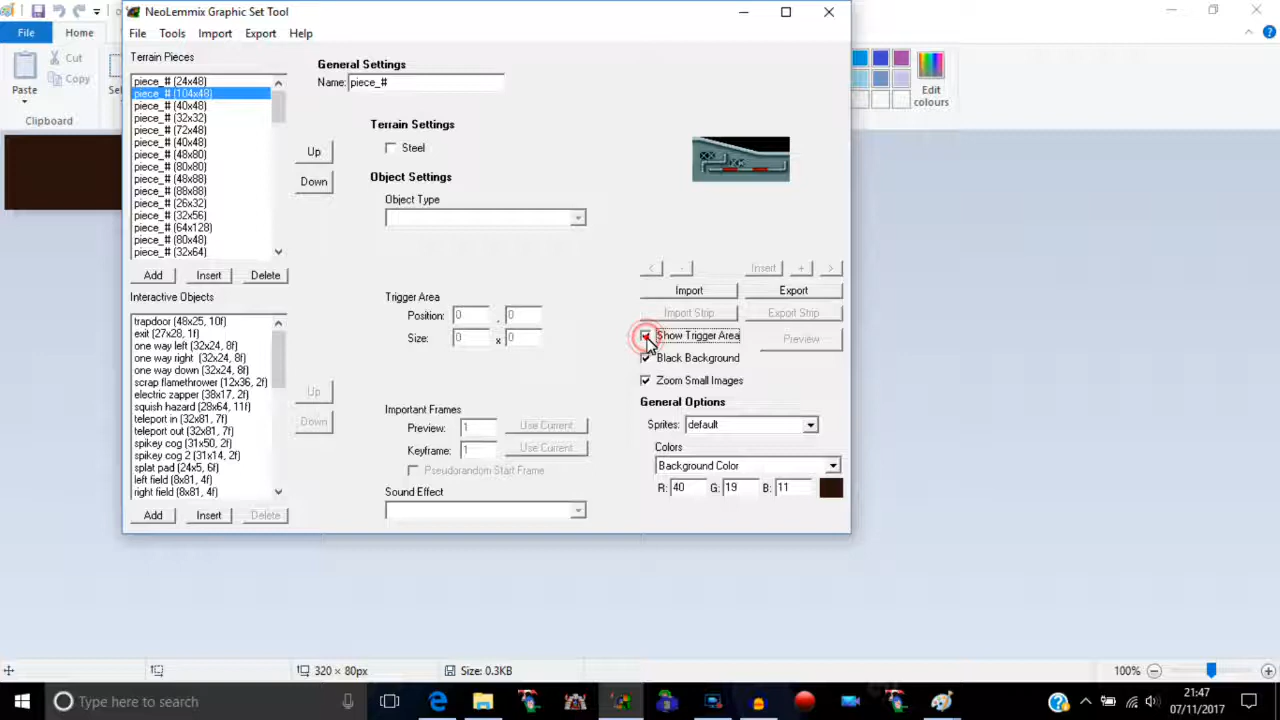 NeoLemmix Graphic Set Tool
File
Home
File Tools Import Export Help
Paste
Cut
Copy
Clipboard
Edit
colours
Terrain Pieces
piece_# (24x48)
piece_# (104x48)
piece_# (40x48)
piece_# (32x32)
piece_# (72x48)
piece_# (40x48)
piece_# (48x80)
piece_# (80x80)
piece_# (48x88)
piece_# (88x88)
piece_# (26x32)
piece_# (32x56)
piece_# (64x128)
piece_# (80x48)
piece_# (32x64)
Add Insert Delete
Up
Down
Interactive Objects
trapdoor (48x25, 10f)
exit (27x28, 1f)
one way left (32x24, 8f)
one way right (32x24, 8f)
one way down (32x24, 8f)
scrap flamethrower (12x36, 2f)
electric zapper (38x17, 2f)
squish hazard (28x64, 11f)
teleport in (32x81, 7f)
teleport out (32x81, 7f)
spikey cog (31x50, 2f)
spikey cog 2 (31x14, 2f)
splat pad (24x5, 6f)
left field (8x81, 4f)
right field (8x81, 4f)
Add Insert Delete
Up
Down
General Settings
Name: piece_#
Terrain Settings
Steel
Object Settings
Object Type
Trigger Area
Position: 0 , 0
Size: 0 x 0
Important Frames
Preview: 1 Use Current
Keyframe: 1 Use Current
Pseudorandom Start Frame
Sound Effect
< - Insert + >
Import Export
Import Strip Export Strip
Show Trigger Area Preview
Black Background
Zoom Small Images
General Options
Sprites: default
Colors
Background Color
R: 40 G: 19 B: 11
320 × 80px
Size: 0.3KB
100%
Type here to search
21:47
07/11/2017